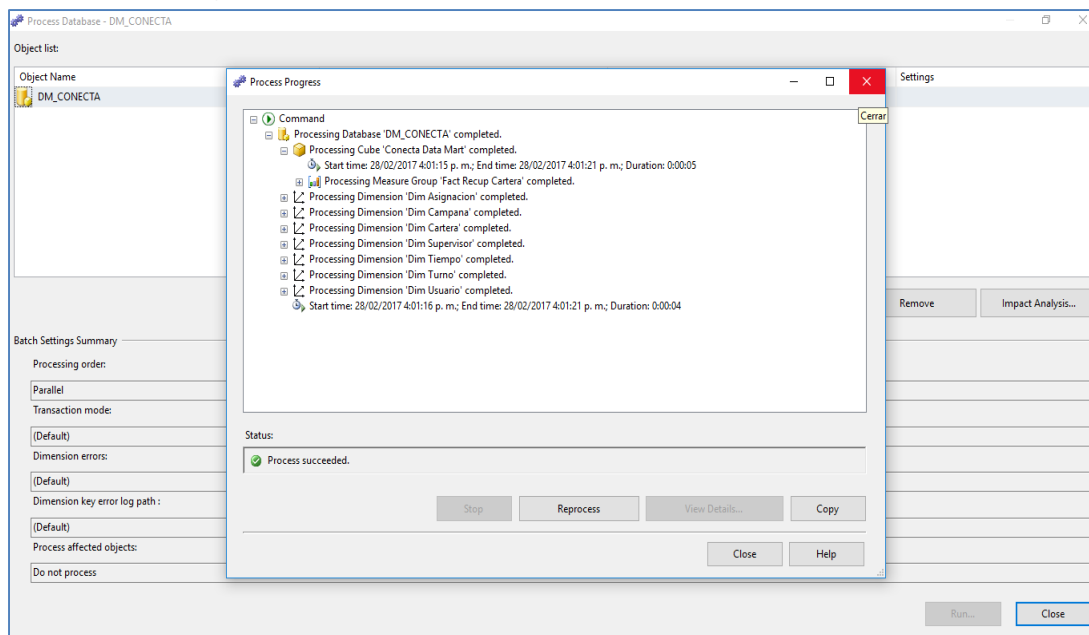 Process Database - DM_CONECTA
Object list:
Object Name
Settings
DM_CONECTA
Process Progress
Cerrar
Command
Processing Database 'DM_CONECTA' completed.
Processing Cube 'Conecta Data Mart' completed.
Start time: 28/02/2017 4:01:15 p. m.; End time: 28/02/2017 4:01:21 p. m.; Duration: 0:00:05
Processing Measure Group 'Fact Recup Cartera' completed.
Processing Dimension 'Dim Asignacion' completed.
Processing Dimension 'Dim Campana' completed.
Processing Dimension 'Dim Cartera' completed.
Processing Dimension 'Dim Supervisor' completed.
Processing Dimension 'Dim Tiempo' completed.
Processing Dimension 'Dim Turno' completed.
Processing Dimension 'Dim Usuario' completed.
Start time: 28/02/2017 4:01:16 p. m.; End time: 28/02/2017 4:01:21 p. m.; Duration: 0:00:04
Remove
Impact Analysis...
Batch Settings Summary
Processing order:
Parallel
Transaction mode:
(Default)
Dimension errors:
(Default)
Dimension key error log path :
(Default)
Process affected objects:
Do not process
Status:
Process succeeded.
Stop
Reprocess
View Details...
Copy
Close
Help
Run...
Close